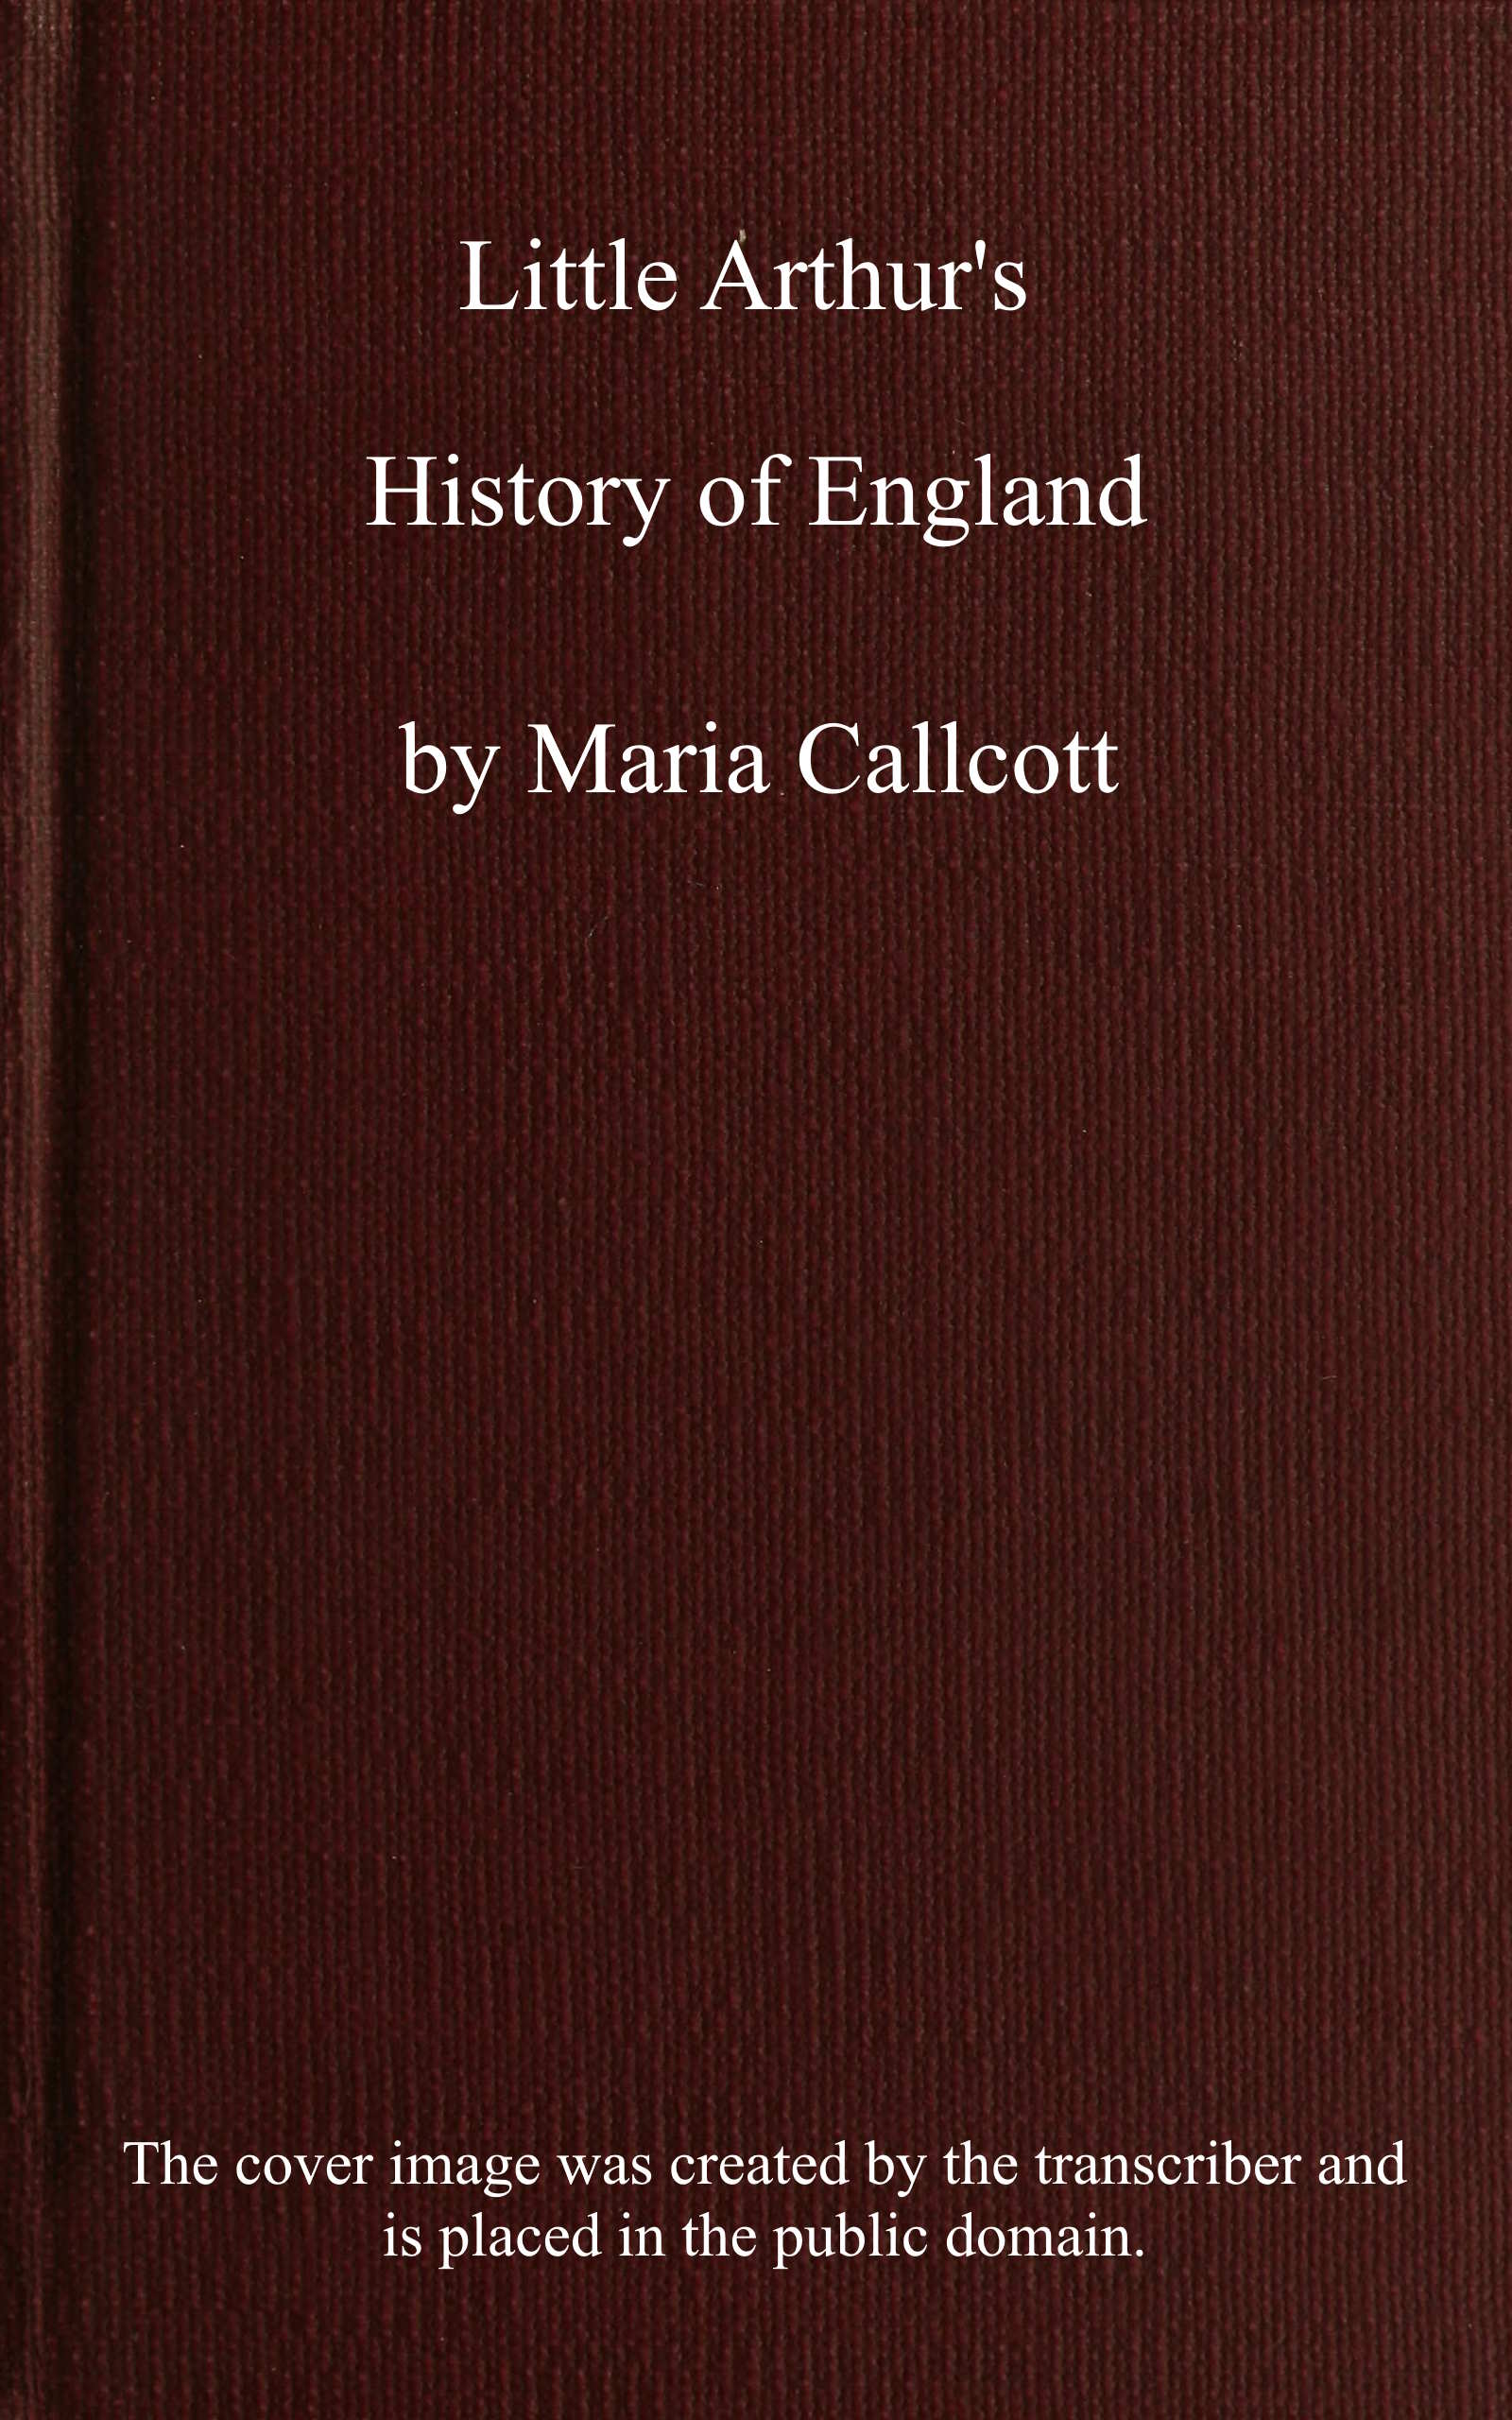 Little Arthur's
History of England
by Maria Callcott
The cover image was created by the transcriber and
is placed in the public domain.